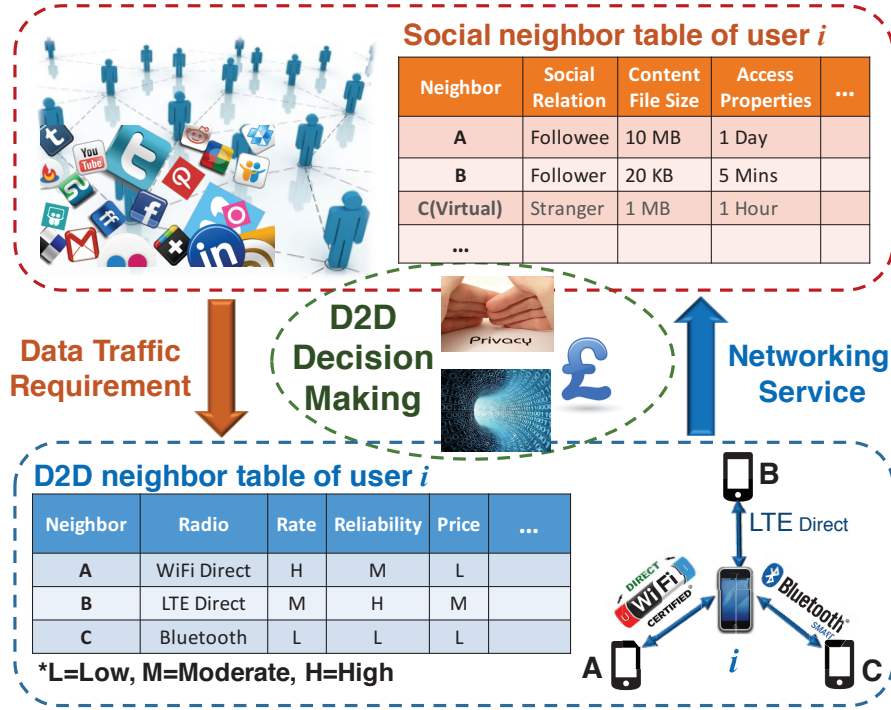 Social neighbor table of user i
Neighbor Social Relation Content File Size Access Properties ...
A Followee 10 MB 1 Day
B Follower 20 KB 5 Mins
C(Virtual) Stranger 1 MB 1 Hour
...
You Tube
t
t
f
ff
in
D2D
Decision
Making
Privacy
£
Data Traffic
Requirement
Networking
Service
D2D neighbor table of user i
Neighbor Radio Rate Reliability Price ...
A WiFi Direct H M L
B LTE Direct M H M
C Bluetooth L L L
*L=Low, M=Moderate, H=High
B
LTE Direct
DIRECT
Wi Fi
CERTIFIED®
Bluetooth®
SMART
A
i
C